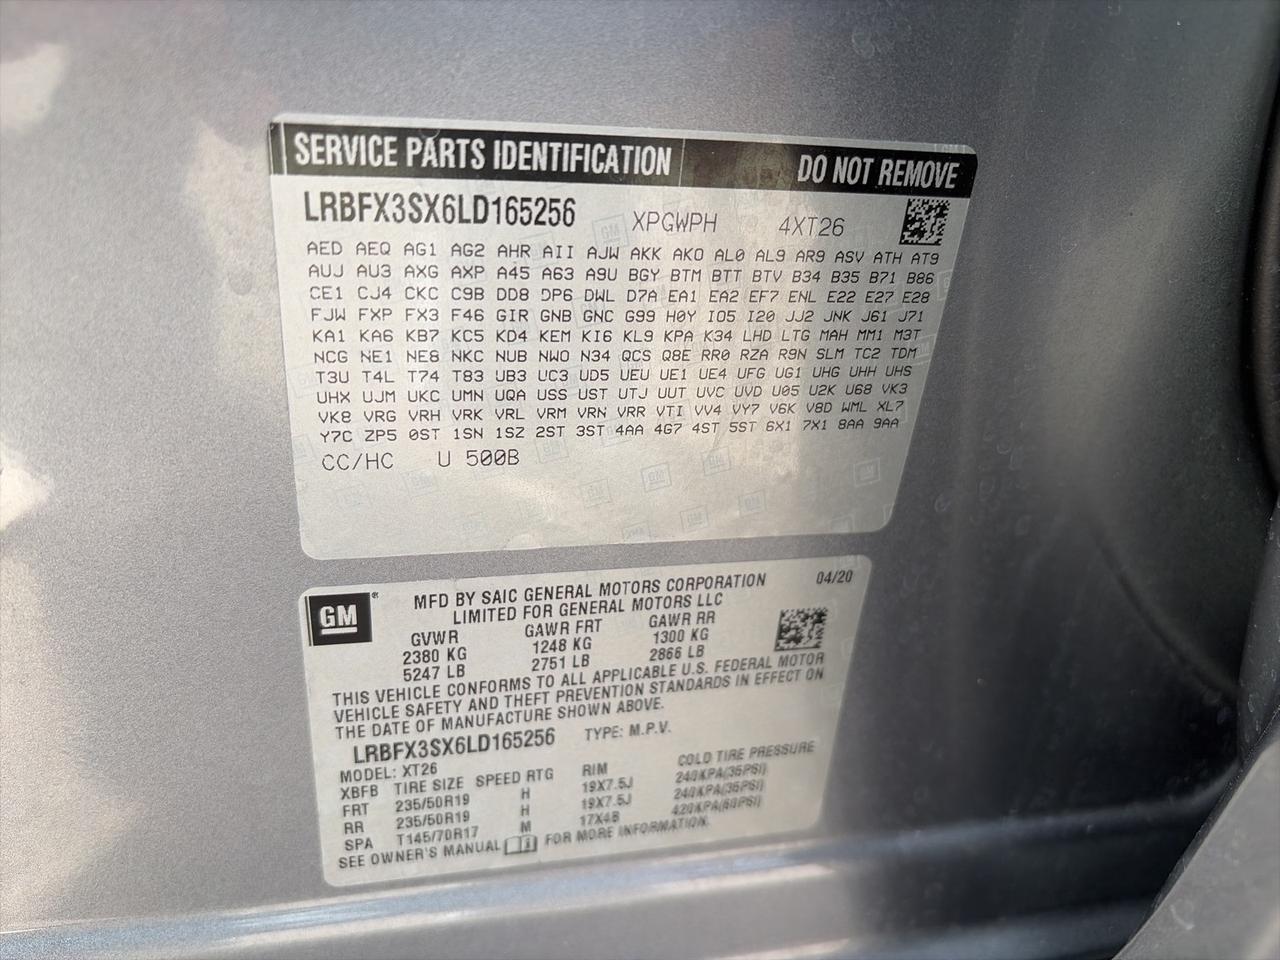 SERVICE PARTS IDENTIFICATION DO NOT REMOVE
LRBFX3SX6LD165256 XPGWPH 4XT26
AED AEQ AG1 AG2 AHR AII AJW AKK AKO AL0 AL9 AR9 ASV ATH AT9
AUJ AU3 AXG AXP A45 A63 A9U BGY BTM BTT BTV B34 B35 B71 B86
CE1 CJ4 CKC C9B DD8 DP6 DWL D7A EA1 EA2 EF7 ENL E22 E27 E28
FJW FXP FX3 F46 GIR GNB GNC G99 H0Y IO5 I20 JJ2 JNK J61 J71
KA1 KA6 KB7 KC5 KD4 KEM KI6 KL9 KPA K34 LHD LTG MAH MM1 M3T
NCG NE1 NE8 NKC NUB NWO N34 QCS Q8E RR0 RZA R9N SLM TC2 TDM
T3U T4L T74 T83 UB3 UC3 UD5 UEU UE1 UE4 UFG UG1 UHG UHH UHS
UHX UJM UKC UMN UQA USS UST UTJ UUT UVC UVD U05 U2K U68 VK3
VK8 VRG VRH VRK VRL VRM VRN VRR VTI VV4 VY7 V6K V8D WML XL7
Y7C ZP5 0ST 1SN 1SZ 2ST 3ST 4AA 4G7 4ST 5ST 6X1 7X1 8AA 9AA
CC/HC U 500B
GM ® MFD BY SAIC GENERAL MOTORS CORPORATION 04/20
LIMITED FOR GENERAL MOTORS LLC
GVWR GAWR FRT GAWR RR
2380 KG 1248 KG 1300 KG
5247 LB 2751 LB 2866 LB
THIS VEHICLE CONFORMS TO ALL APPLICABLE U.S. FEDERAL MOTOR
VEHICLE SAFETY AND THEFT PREVENTION STANDARDS IN EFFECT ON
THE DATE OF MANUFACTURE SHOWN ABOVE.
LRBFX3SX6LD165256 TYPE: M.P.V.
MODEL: XT26
XBFB TIRE SIZE SPEED RTG RIM COLD TIRE PRESSURE
FRT 235/50R19 H 19X7.5J 240KPA(35PSI)
RR 235/50R19 H 19X7.5J 240KPA(35PSI)
SPA T145/70R17 M 17X4B 420KPA(60PSI)
SEE OWNER'S MANUAL FOR MORE INFORMATION.